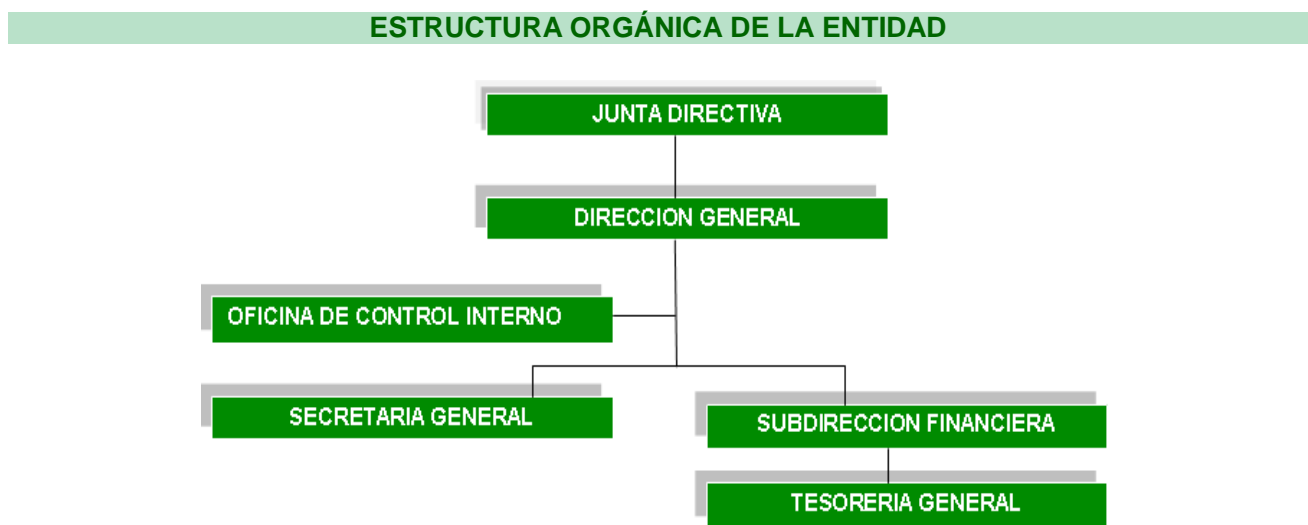 ESTRUCTURA ORGÁNICA DE LA ENTIDAD
JUNTA DIRECTIVA
DIRECCION GENERAL
OFICINA DE CONTROL INTERNO
SECRETARIA GENERAL
SUBDIRECCION FINANCIERA
TESORERIA GENERAL